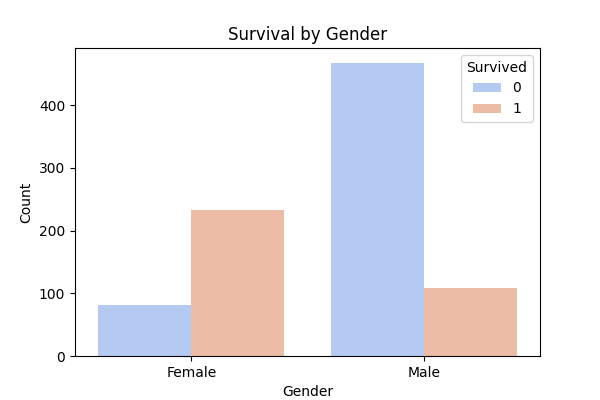 Survival by Gender
Survived
0
1
400
300
200
100
0
Count
Female
Male
Gender